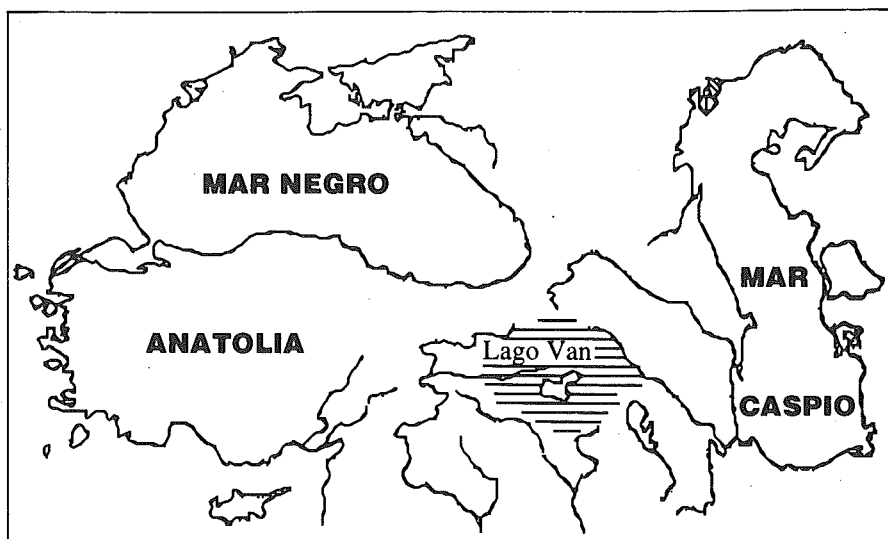 MAR NEGRO
MAR
ANATOLIA
Lago Van
CASPIO